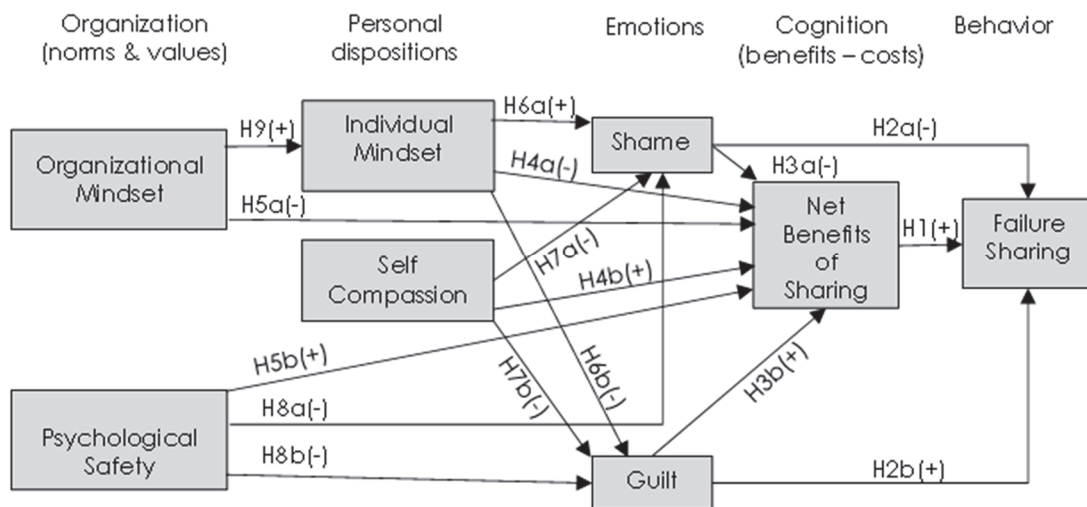 Organization
(norms & values)
Personal
dispositions
Emotions
Cognition
(benefits – costs)
Behavior
Organizational
Mindset
H9(+)
Individual
Mindset
H6a(+)
Shame
H2a(-)
H3a(-)
H4a(-)
H5a(-)
Net
Benefits
of
Sharing
H1(+)
Failure
Sharing
Self
Compassion
H7a(-)
H4b(+)
H5b(+)
H7b(-)
H6b(-)
H3b(+)
Psychological
Safety
H8a(-)
H8b(-)
Guilt
H2b(+)